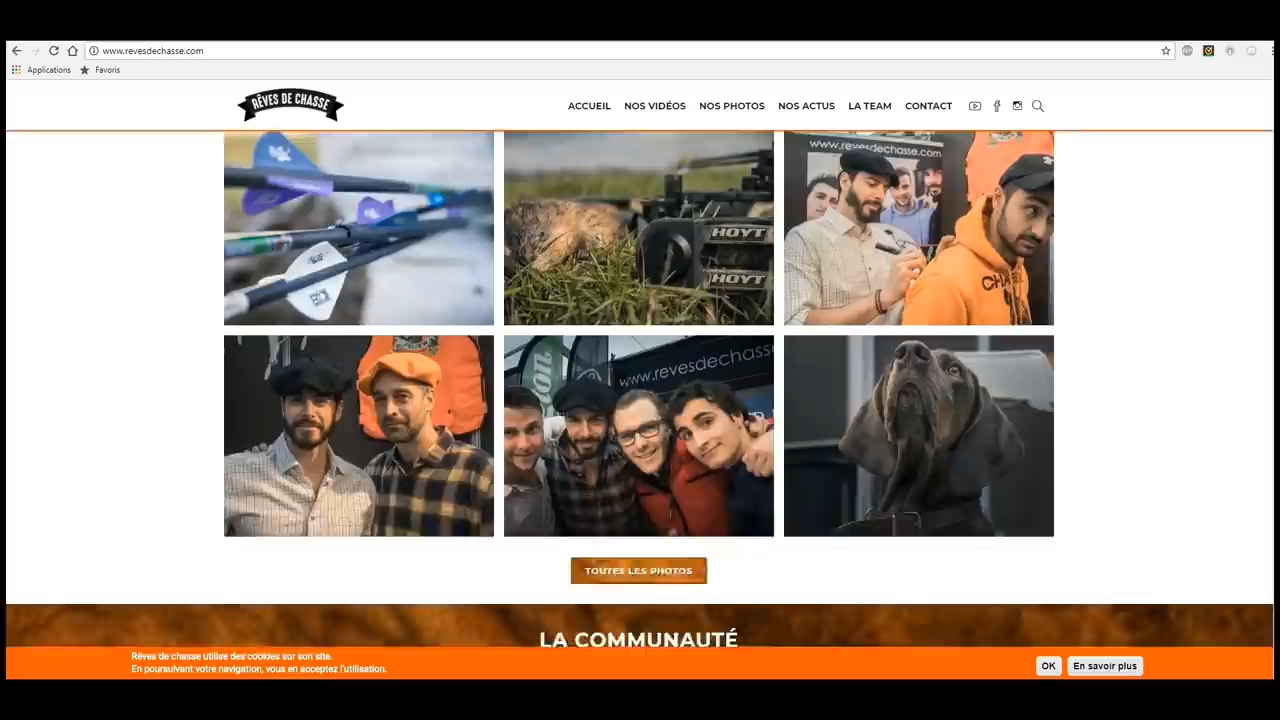 www.revesdechasse.com
Applications
Favoris
RÊVES DE CHASSE
ACCUEIL NOS VIDÉOS NOS PHOTOS NOS ACTUS LA TEAM CONTACT
www.revesdechasse.com
HOYT
HOYT
www.revesdechasse
TOUTES LES PHOTOS
LA COMMUNAUTÉ
Rêves de chasse utilise des cookies sur son site.
En poursuivant votre navigation, vous en acceptez l'utilisation.
OK En savoir plus